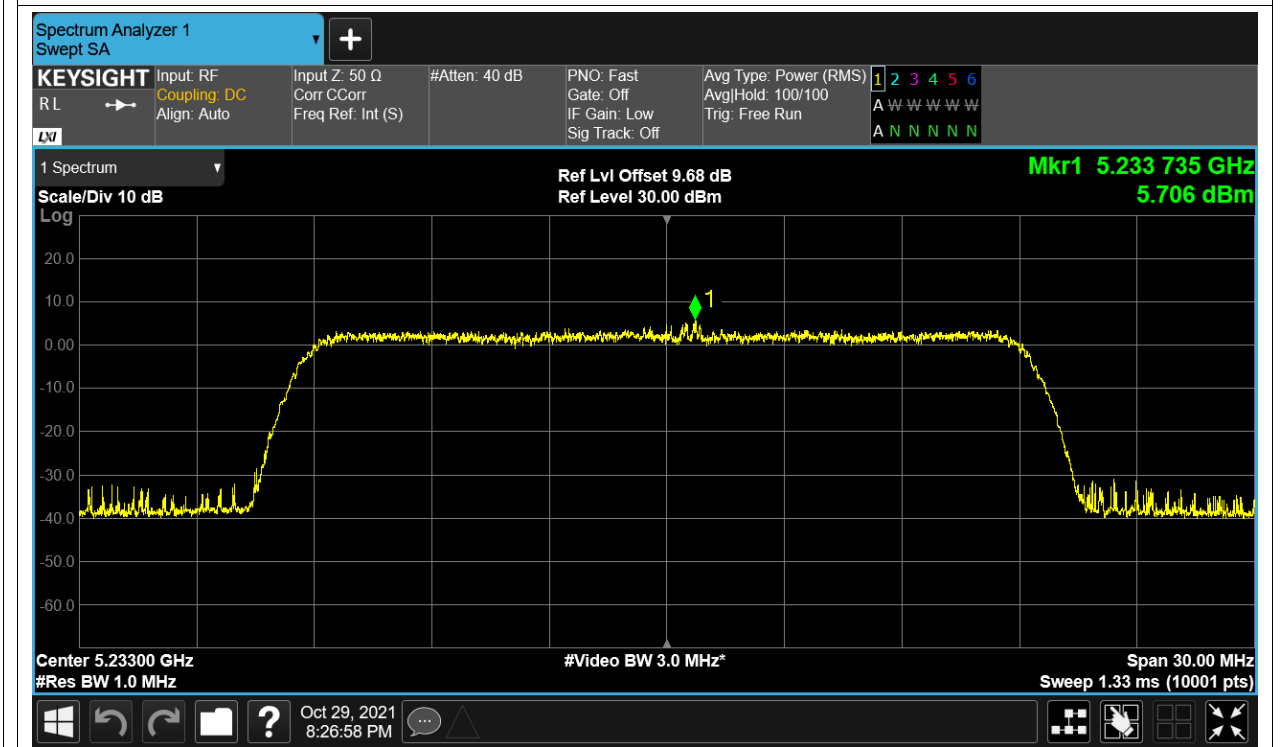 Spectrum Analyzer 1
Swept SA
KEYSIGHT
R L
LXI
Input: RF
Coupling: DC
Align: Auto
Input Z: 50 Ω
Corr CCorr
Freq Ref: Int (S)
#Atten: 40 dB
PNO: Fast
Gate: Off
IF Gain: Low
Sig Track: Off
Avg Type: Power (RMS)
Avg|Hold: 100/100
Trig: Free Run
1 2 3 4 5 6
A W W W W W
A N N N N N
1 Spectrum
Scale/Div 10 dB
Ref Lvl Offset 9.68 dB
Ref Level 30.00 dBm
Mkr1 5.233 735 GHz
5.706 dBm
Log
20.0
10.0
1
0.00
-10.0
-20.0
-30.0
-40.0
-50.0
-60.0
Center 5.23300 GHz
#Video BW 3.0 MHz*
Span 30.00 MHz
#Res BW 1.0 MHz
Sweep 1.33 ms (10001 pts)
?
Oct 29, 2021
8:26:58 PM